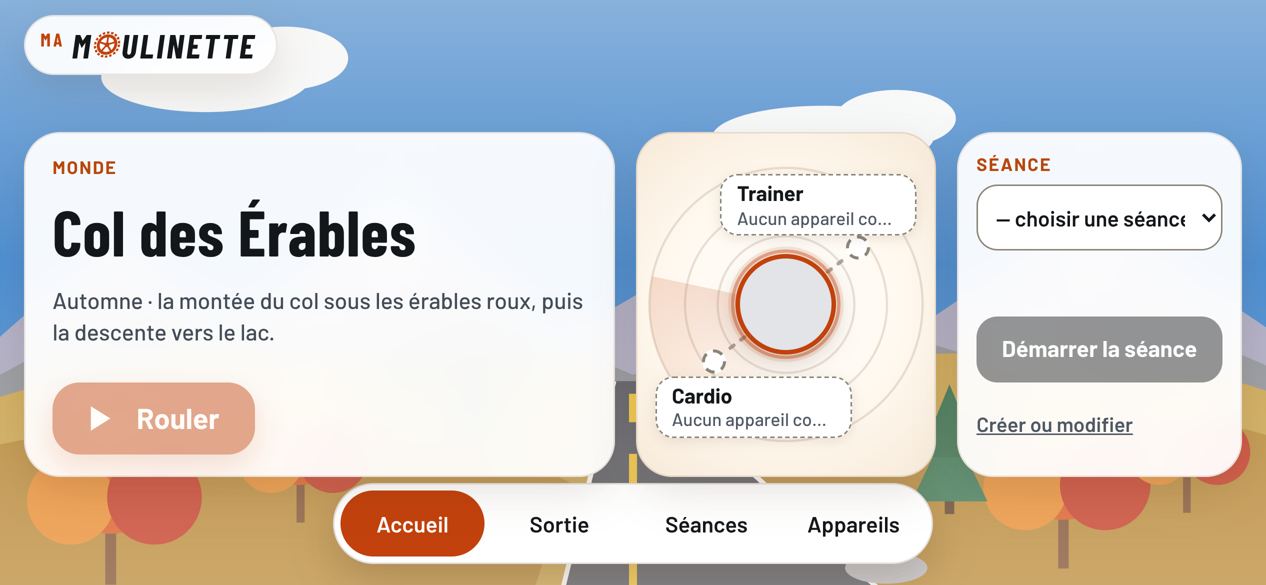 MA MOULINETTE
MONDE
Col des Érables
Automne · la montée du col sous les érables roux, puis
la descente vers le lac.
Rouler
Trainer
Aucun appareil co...
Cardio
Aucun appareil co...
SÉANCE
– choisir une séance
Démarrer la séance
Créer ou modifier
Accueil
Sortie
Séances
Appareils